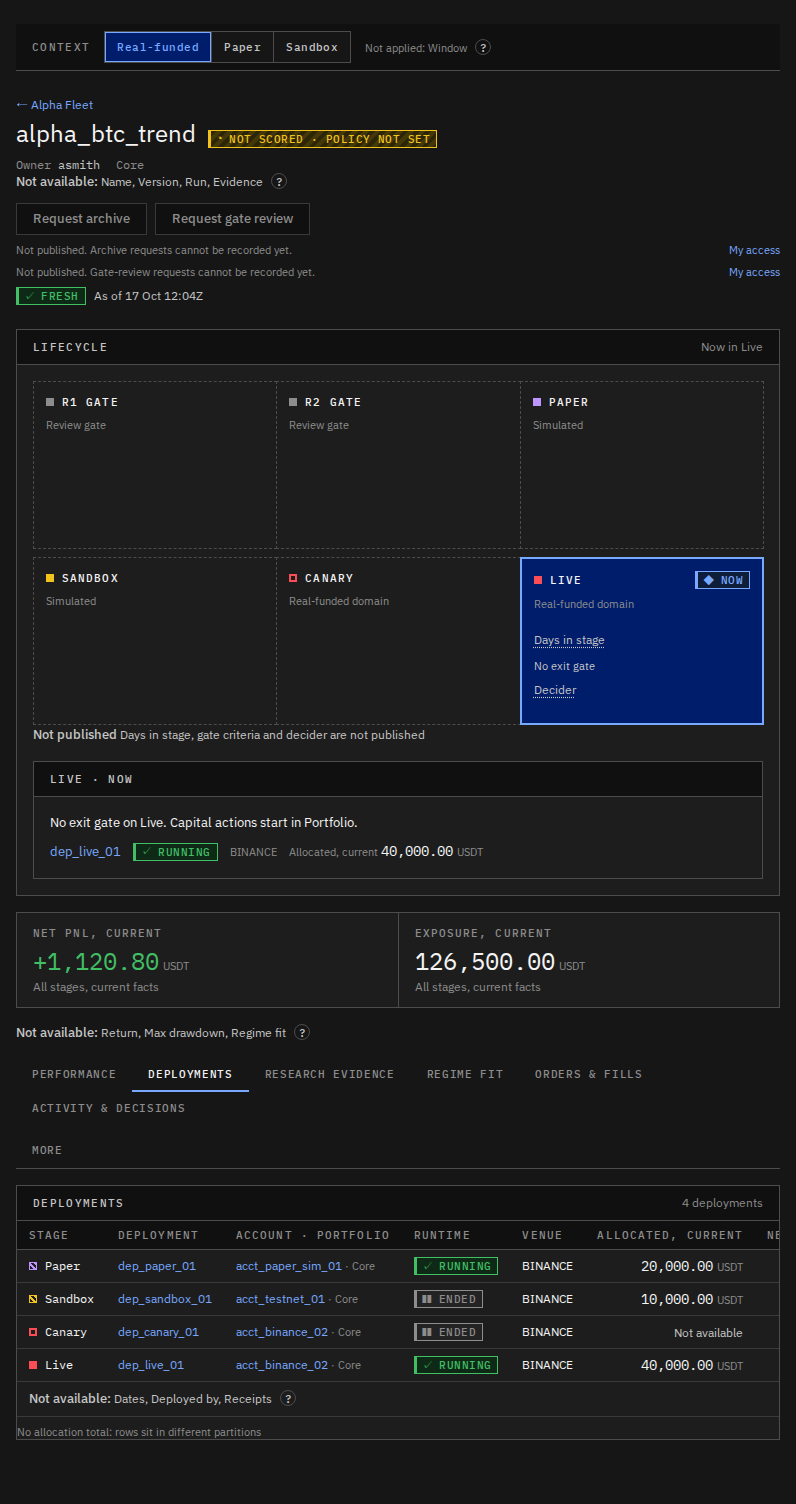 CONTEXT Real-funded Paper Sandbox Not applied: Window ?
← Alpha Fleet
alpha_btc_trend NOT SCORED · POLICY NOT SET
Owner asmith Core
Not available: Name, Version, Run, Evidence ?
Request archive Request gate review
Not published. Archive requests cannot be recorded yet. My access
Not published. Gate-review requests cannot be recorded yet. My access
✓ FRESH As of 17 Oct 12:04Z
LIFECYCLE Now in Live
R1 GATE R2 GATE PAPER
Review gate Review gate Simulated
SANDBOX CANARY LIVE ◆ NOW
Simulated Real-funded domain Real-funded domain
Days in stage
No exit gate
Decider
Not published Days in stage, gate criteria and decider are not published
LIVE · NOW
No exit gate on Live. Capital actions start in Portfolio.
dep_live_01 ✓ RUNNING BINANCE Allocated, current 40,000.00 USDT
NET PNL, CURRENT EXPOSURE, CURRENT
+1,120.80 USDT 126,500.00 USDT
All stages, current facts All stages, current facts
Not available: Return, Max drawdown, Regime fit ?
PERFORMANCE DEPLOYMENTS RESEARCH EVIDENCE REGIME FIT ORDERS & FILLS
ACTIVITY & DECISIONS
MORE
DEPLOYMENTS 4 deployments
STAGE DEPLOYMENT ACCOUNT · PORTFOLIO RUNTIME VENUE ALLOCATED, CURRENT
Paper dep_paper_01 acct_paper_sim_01 · Core ✓ RUNNING BINANCE 20,000.00 USDT
Sandbox dep_sandbox_01 acct_testnet_01 · Core ENDED BINANCE 10,000.00 USDT
Canary dep_canary_01 acct_binance_02 · Core ENDED BINANCE Not available
Live dep_live_01 acct_binance_02 · Core ✓ RUNNING BINANCE 40,000.00 USDT
Not available: Dates, Deployed by, Receipts ?
No allocation total: rows sit in different partitions